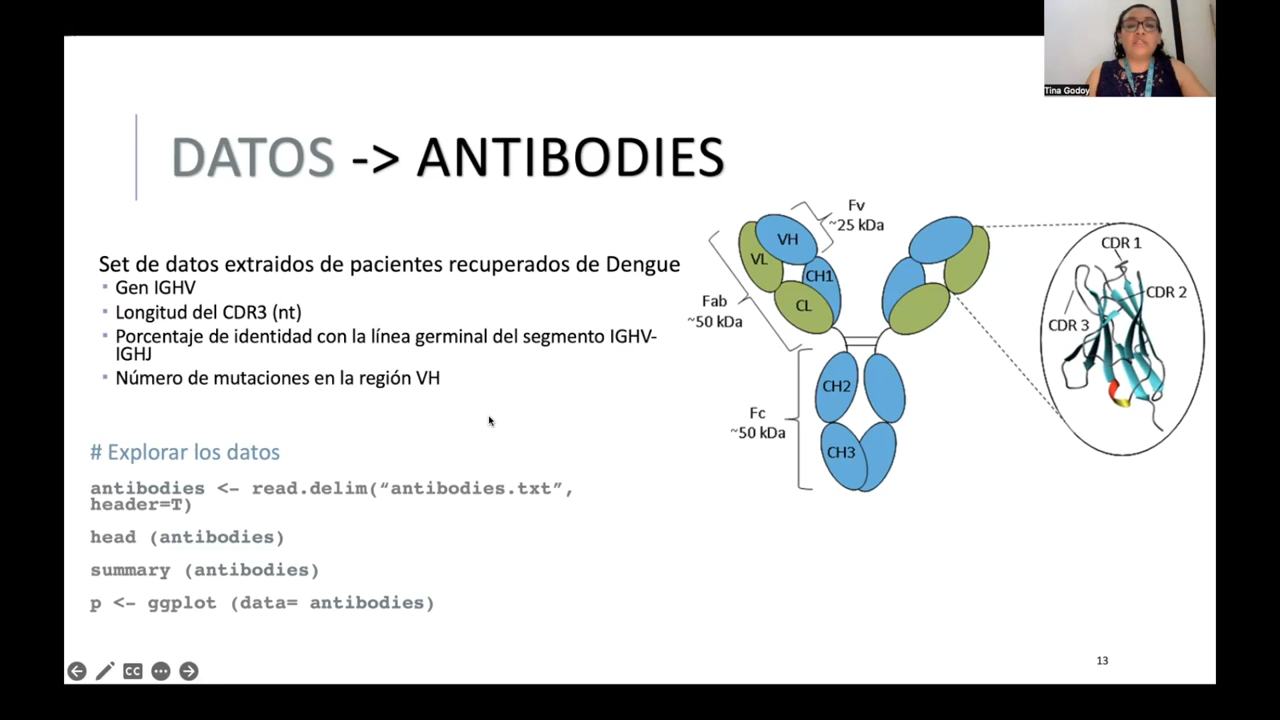 Tina Godoy
DATOS -> ANTIBODIES
Set de datos extraidos de pacientes recuperados de Dengue
▪ Gen IGHV
▪ Longitud del CDR3 (nt)
▪ Porcentaje de identidad con la línea germinal del segmento IGHV-
IGHJ
▪ Número de mutaciones en la región VH
# Explorar los datos
antibodies <- read.delim(“antibodies.txt”,
header=T)
head (antibodies)
summary (antibodies)
p <- ggplot (data= antibodies)
Fv
~25 kDa
VH
VL
CH1
CL
Fab
~50 kDa
CH2
Fc
~50 kDa
CH3
CDR 1
CDR 2
CDR 3
CC
13